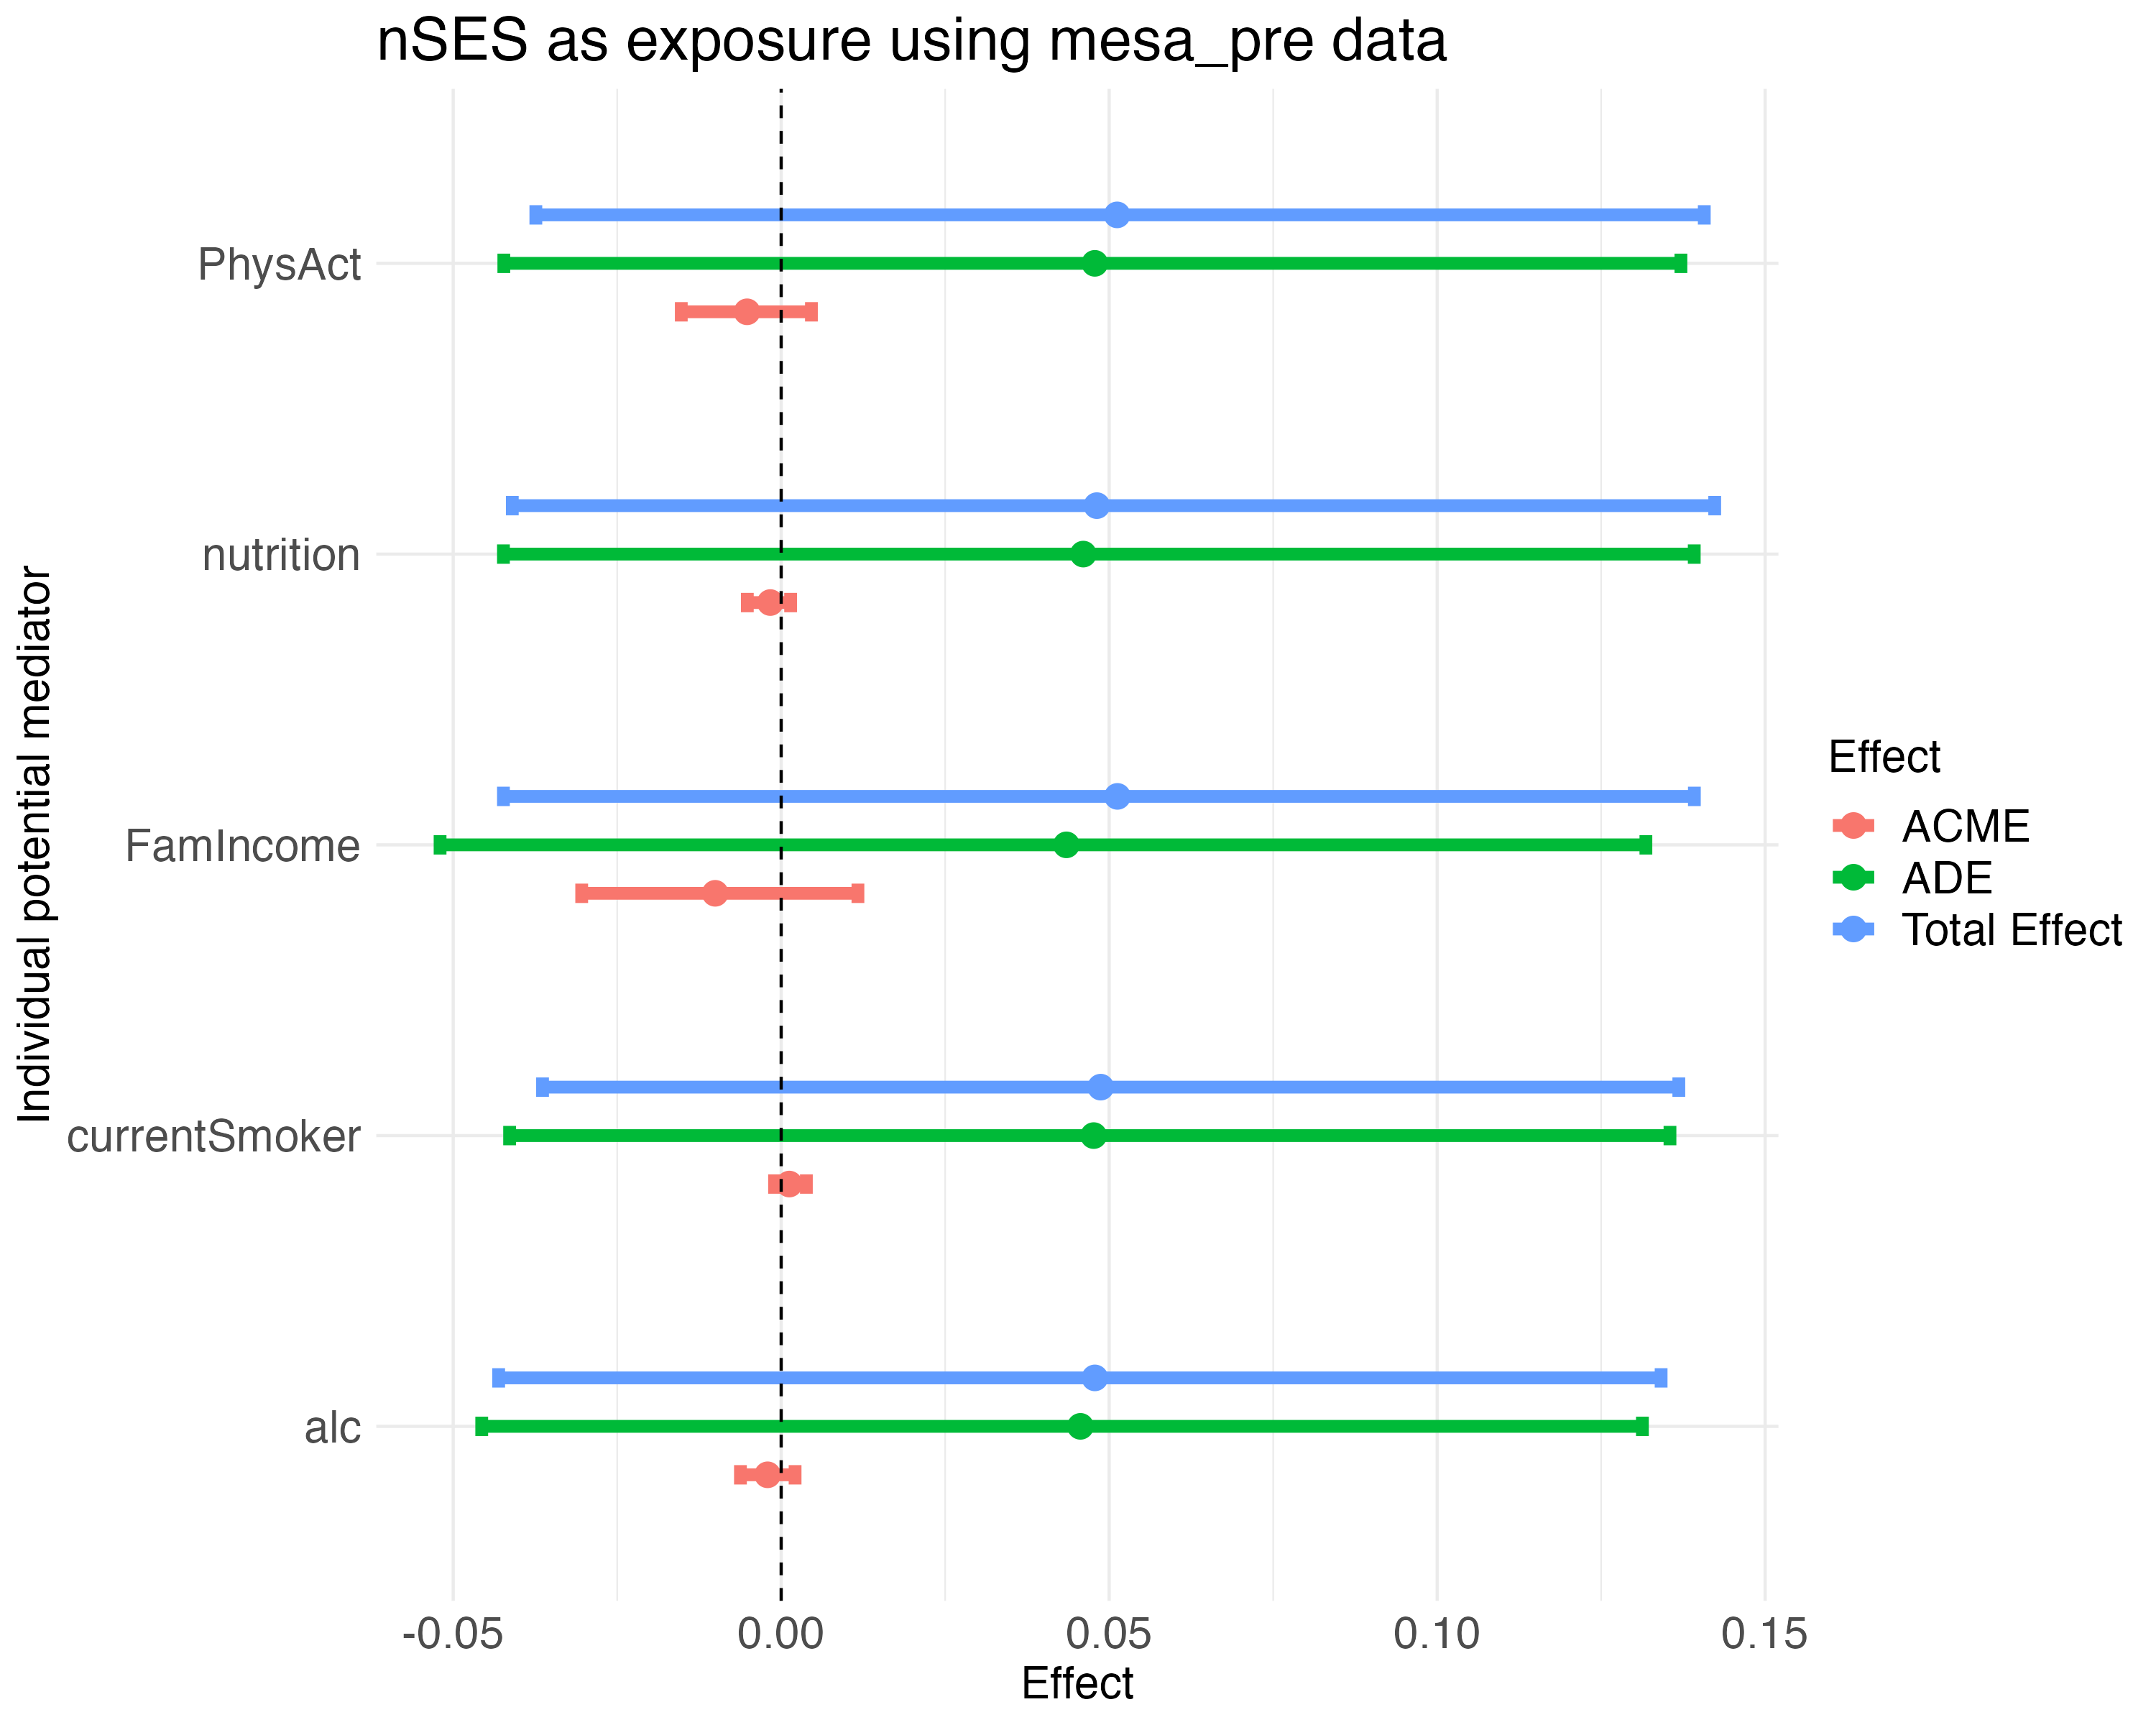 nSES as exposure using mesa_pre data
Individual potential mediator
PhysAct
nutrition
FamIncome
currentSmoker
alc
-0.05 0.00 0.05 0.10 0.15
Effect
Effect
ACME
ADE
Total Effect